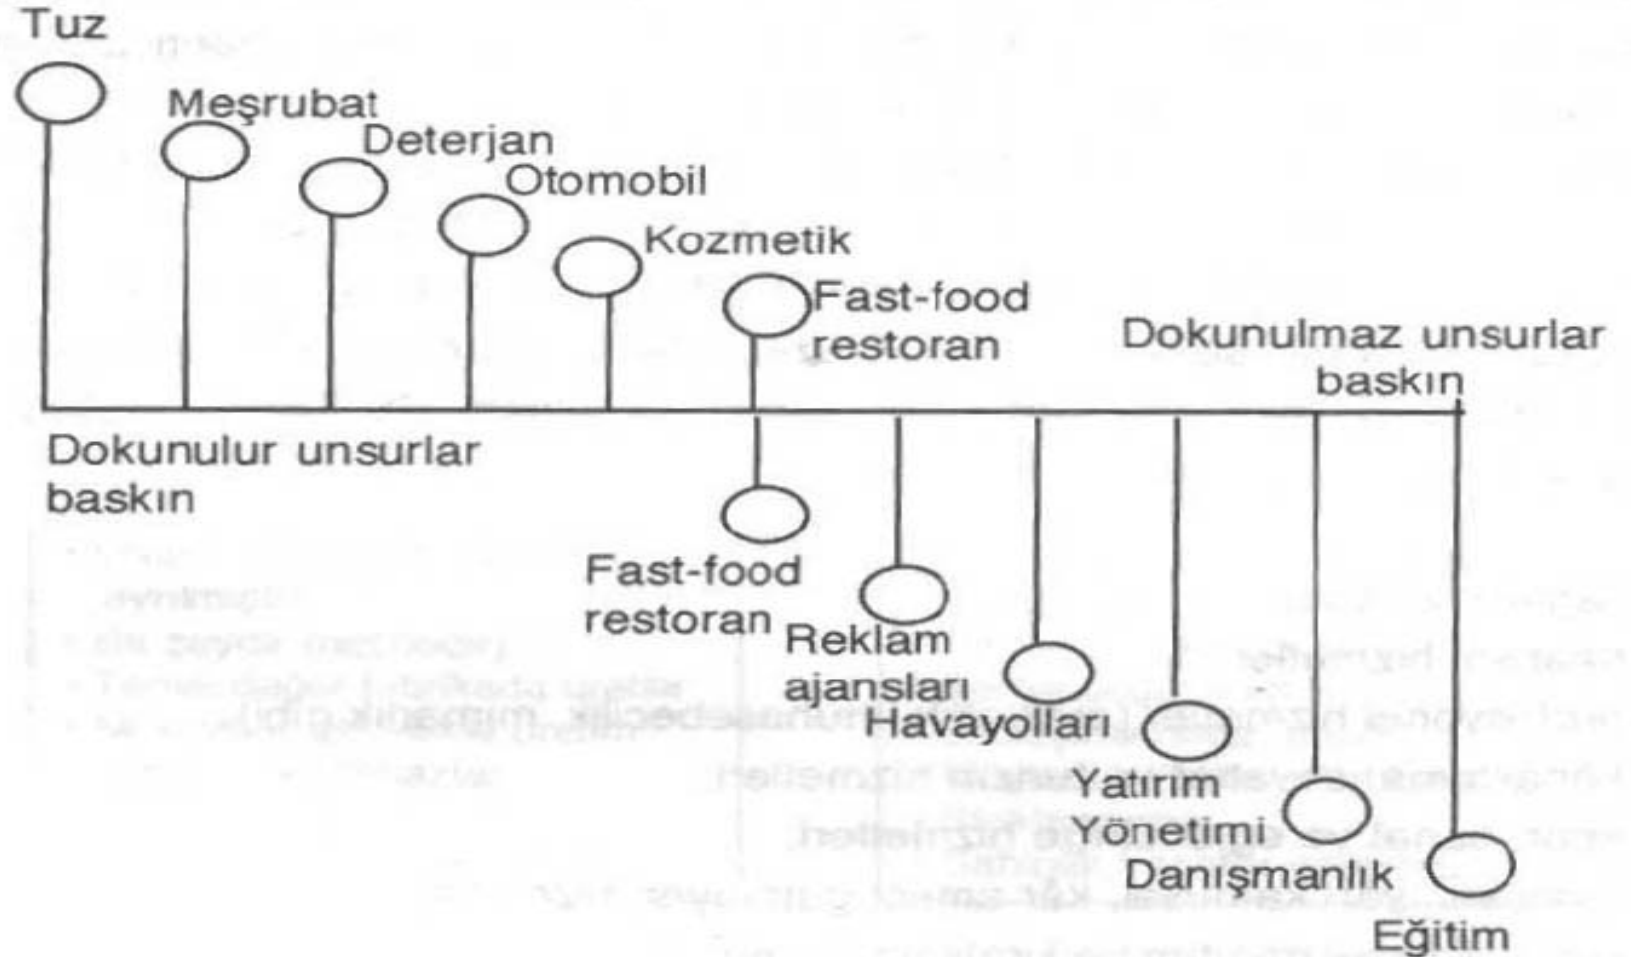 Tuz
Meşrubat
Deterjan
Otomobil
Kozmetik
Fast-food
restoran
Dokunulmaz unsurlar
baskın
Dokunulur unsurlar
baskın
Fast-food
restoran
Reklam
ajansları
Havayolları
Yatırım
Yönetimi
Danışmanlık
Eğitim